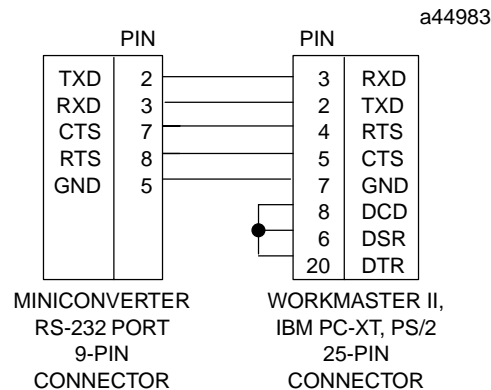 a44983
PIN PIN
TXD 2 3 RXD
RXD 3 2 TXD
CTS 7 4 RTS
RTS 8 5 CTS
GND 5 7 GND
8 DCD
6 DSR
20 DTR
MINICONVERTER
RS-232 PORT
9-PIN
CONNECTOR
WORKMASTER II,
IBM PC-XT, PS/2
25-PIN
CONNECTOR